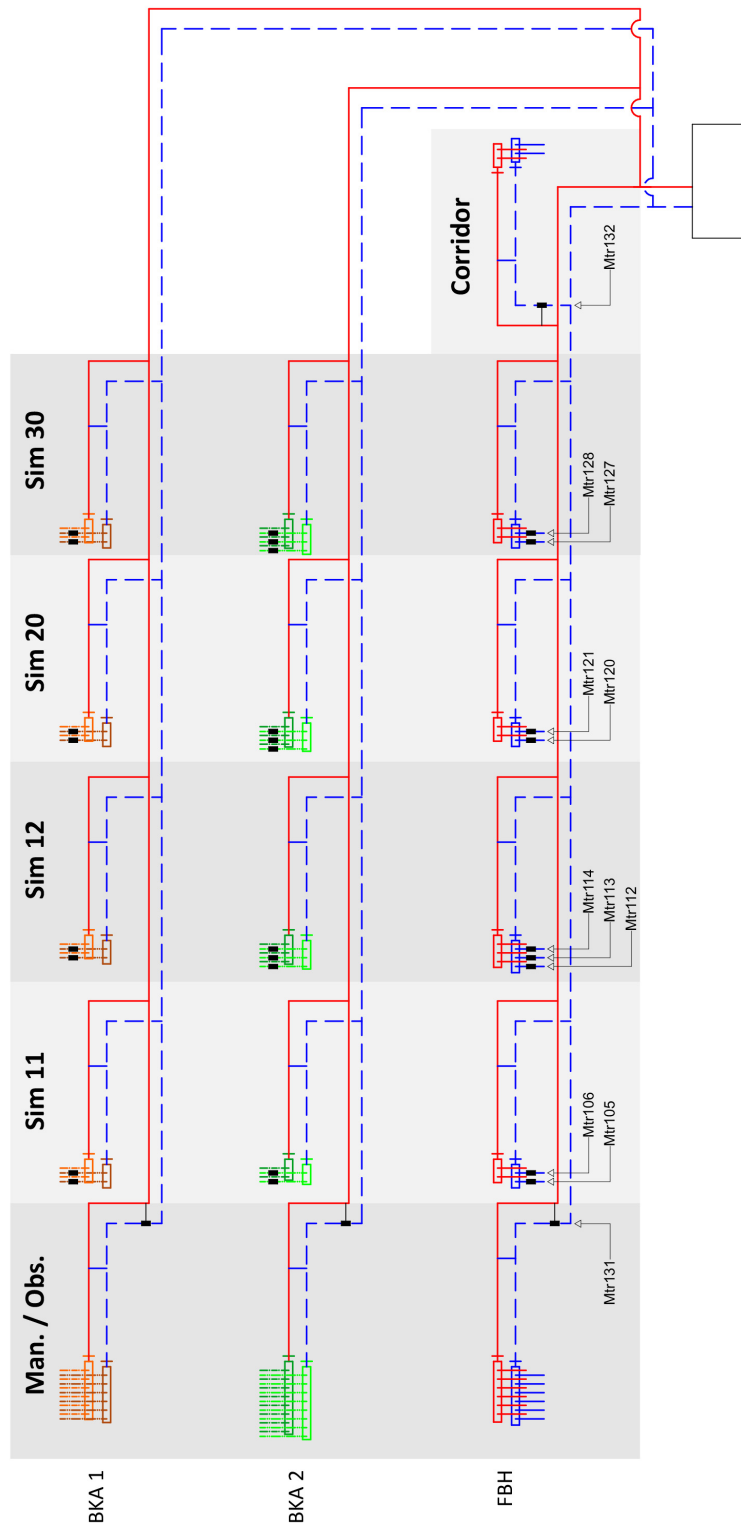 Man. / Obs.
Sim 11
Sim 12
Sim 20
Sim 30
Corridor
BKA 1
BKA 2
FBH
Mtr131
Mtr106
Mtr105
Mtr114
Mtr113
Mtr112
Mtr121
Mtr120
Mtr128
Mtr127
Mtr132